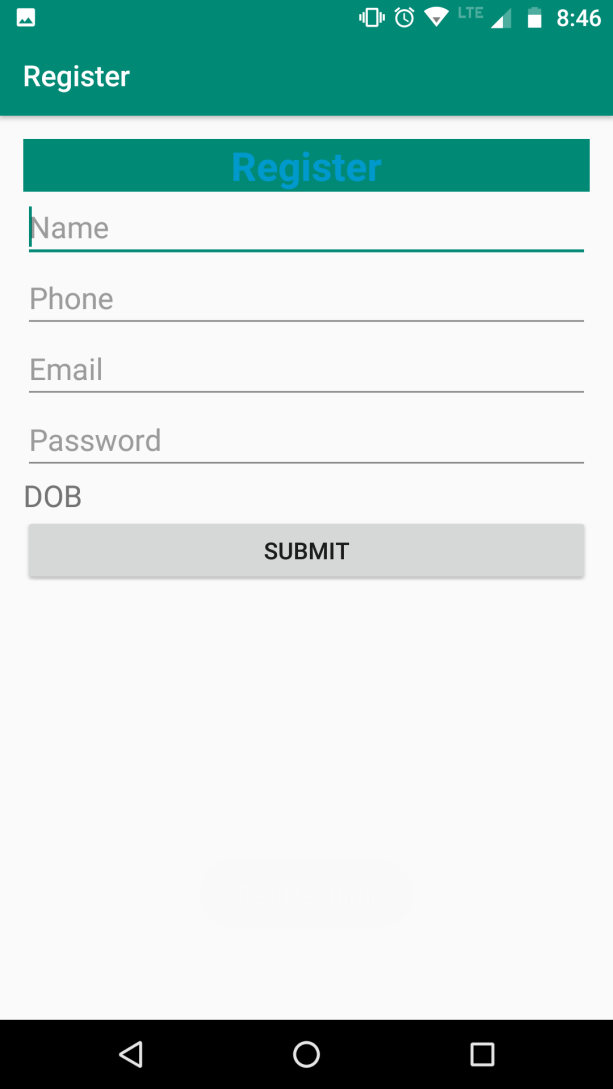 LTE 8:46
Register
Register
Name
Phone
Email
Password
DOB
SUBMIT